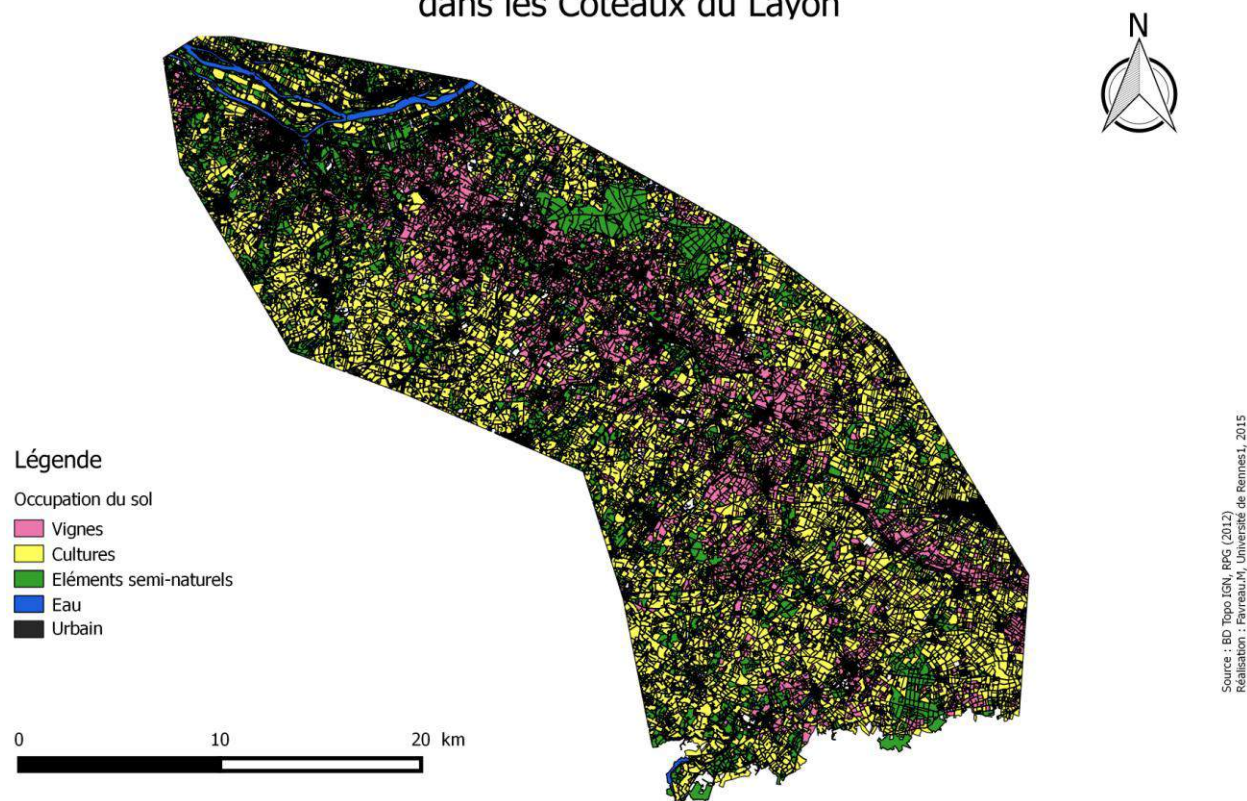 dans les Coteaux du Layon
N
Légende
Occupation du sol
Vignes
Cultures
Eléments semi-naturels
Eau
Urbain
0 10 20 km
Source : BD Topo IGN, RPG (2012)
Réalisation : Favreau.M, Université de Rennes1, 2015